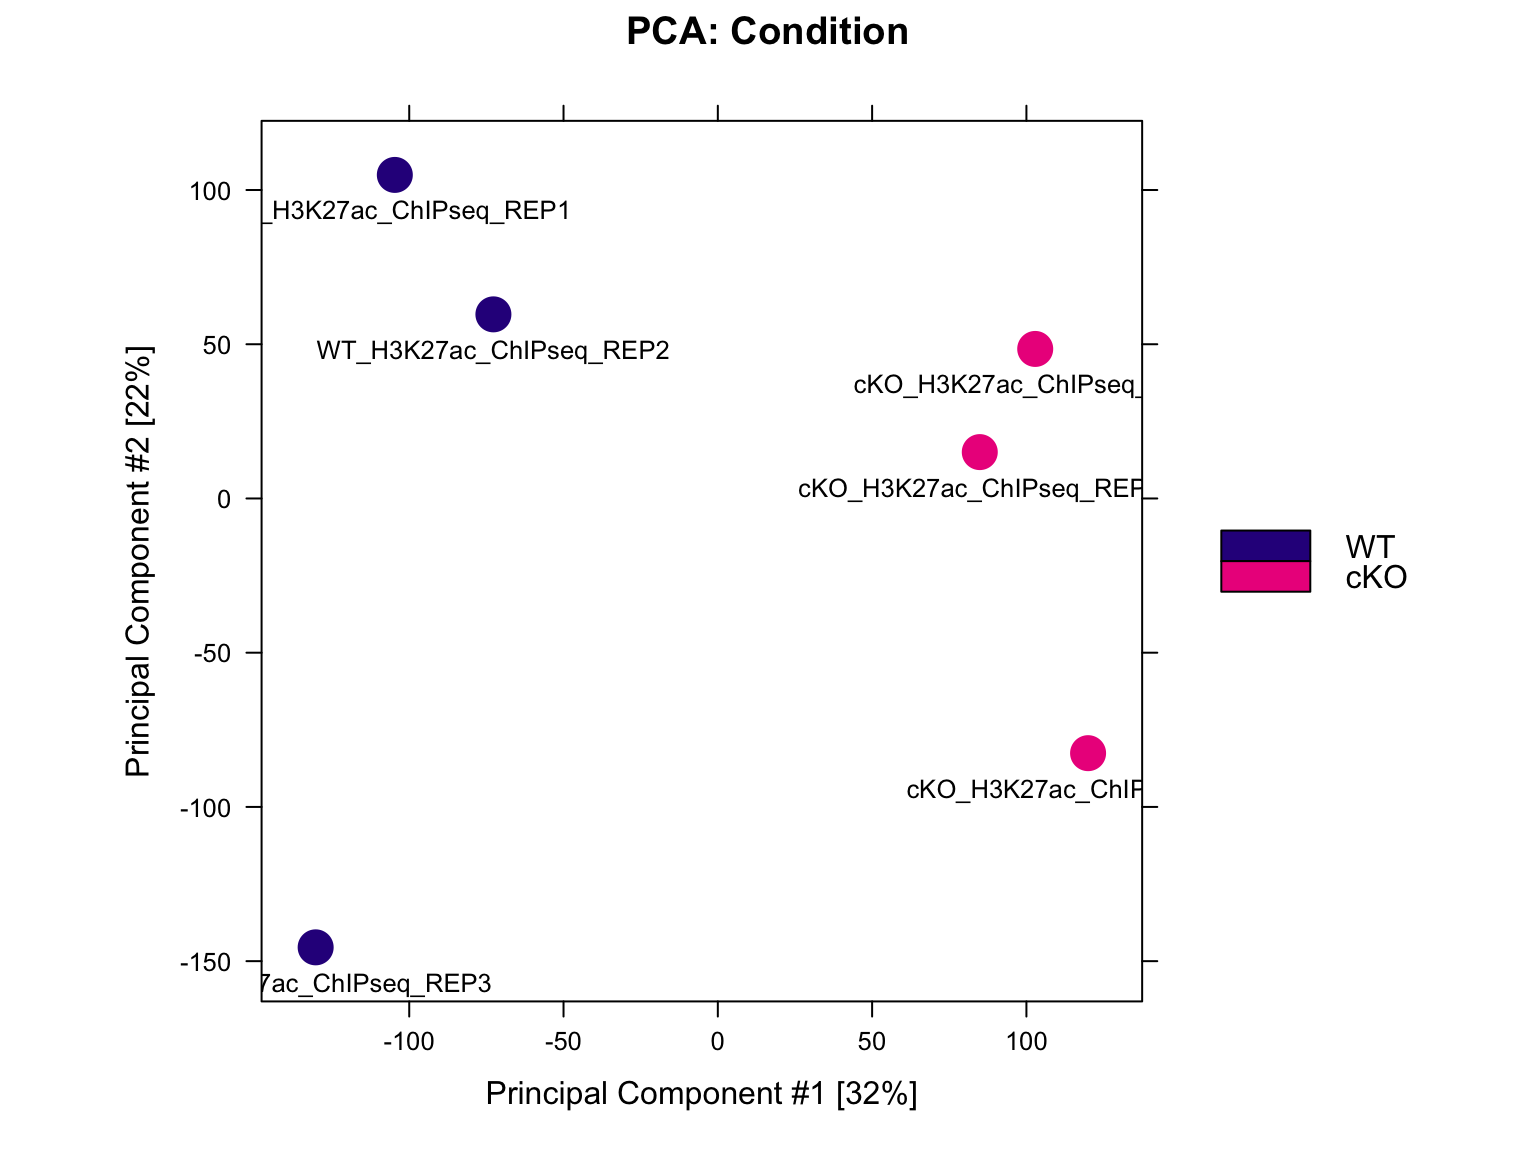 PCA: Condition
100
50
0
-50
-100
-150
Principal Component #2 [22%]
_H3K27ac_ChIPseq_REP1
WT_H3K27ac_ChIPseq_REP2
cKO_H3K27ac_ChIPseq_
cKO_H3K27ac_ChIPseq_REP
cKO_H3K27ac_ChIP
7ac_ChIPseq_REP3
WT
cKO
-100
-50
0
50
100
Principal Component #1 [32%]